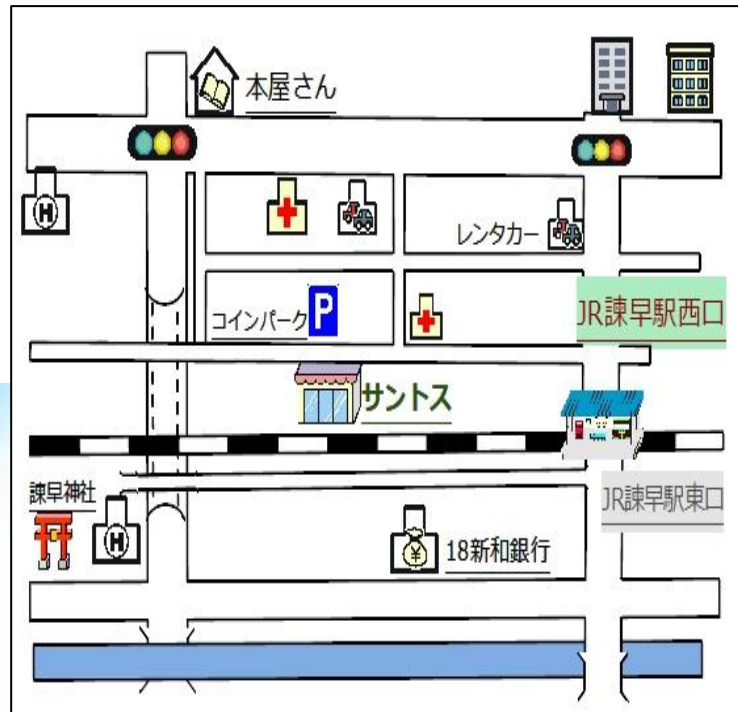 本屋さん
H
レンタカー
コインパーク P
JR諫早駅西口
サントス
諫早神社
H
JR諫早駅東口
¥
18新和銀行